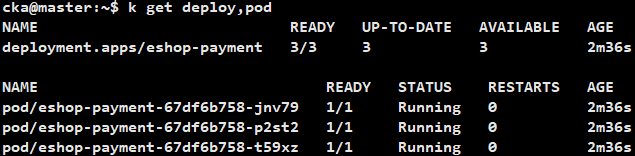 cka@master:~$ k get deploy,pod
NAME READY UP-TO-DATE AVAILABLE AGE
deployment.apps/eshop-payment 3/3 3 3 2m36s
NAME READY STATUS RESTARTS AGE
pod/eshop-payment-67df6b758-jnv79 1/1 Running 0 2m36s
pod/eshop-payment-67df6b758-p2st2 1/1 Running 0 2m36s
pod/eshop-payment-67df6b758-t59xz 1/1 Running 0 2m36s